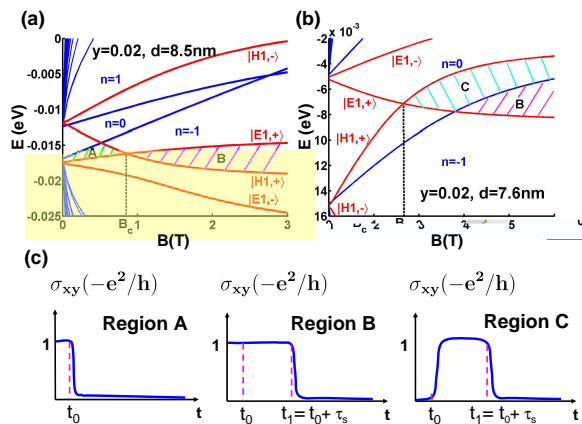 (a)
(b)
× 10⁻³
y=0.02, d=8.5nm
|H1,->
n=1
n=0
n=-1
|E1,+>
A
B
|H1,+>
|E1,->
0
-0.005
-0.01
-0.015
-0.02
-0.025
E (eV)
0
1
B_c
2
3
B(T)
|E1,->
n=0
|E1,+>
C
B
|H1,+>
n=-1
y=0.02, d=7.6nm
|H1,->
-2
-4
-6
-8
10
12
14
16
E (eV)
2
3
4
5
B(T)
(c)
σxy(−e²/h)
σxy(−e²/h)
σxy(−e²/h)
Region A
Region B
Region C
1
1
1
t₀
t
t₀
t₁= t₀+ τₛ
t
t₀
t₁= t₀+ τₛ
t